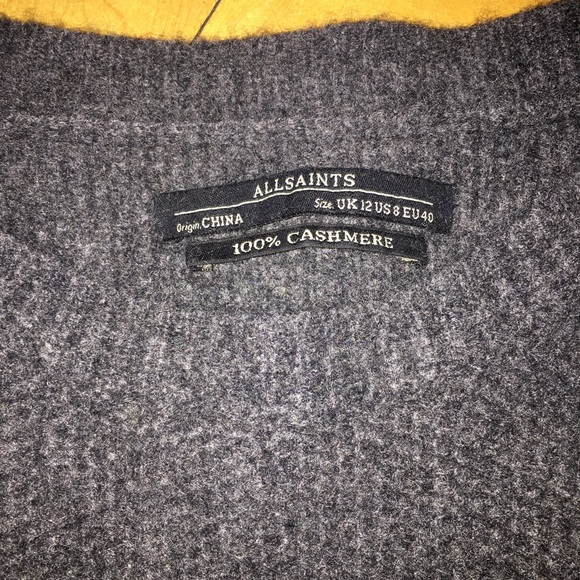 ALLSAINTS
Origin. CHINA Size. UK 12 US 8 EU 40
100% CASHMERE